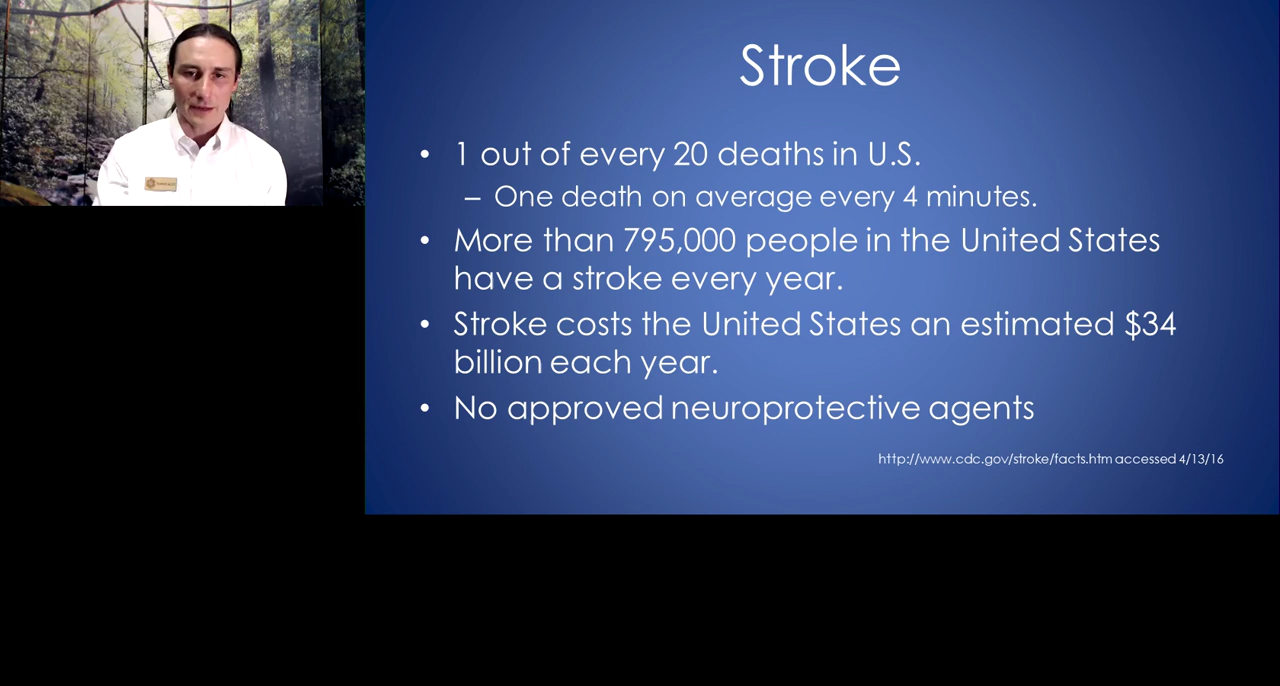 Stroke
• 1 out of every 20 deaths in U.S.
– One death on average every 4 minutes.
• More than 795,000 people in the United States
have a stroke every year.
• Stroke costs the United States an estimated $34
billion each year.
• No approved neuroprotective agents
http://www.cdc.gov/stroke/facts.htm accessed 4/13/16